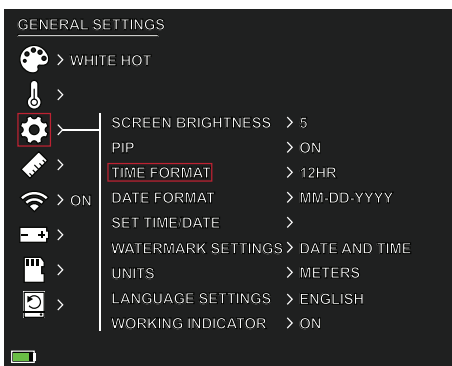 GENERAL SETTINGS
> WHITE HOT
>
>
SCREEN BRIGHTNESS > 5
PIP > ON
TIME FORMAT > 12HR
> 
DATE FORMAT > MM-DD-YYYY
> ON
SET TIME/DATE >
>
WATERMARK SETTINGS > DATE AND TIME
>
UNITS > METERS
LANGUAGE SETTINGS > ENGLISH
>
WORKING INDICATOR > ON